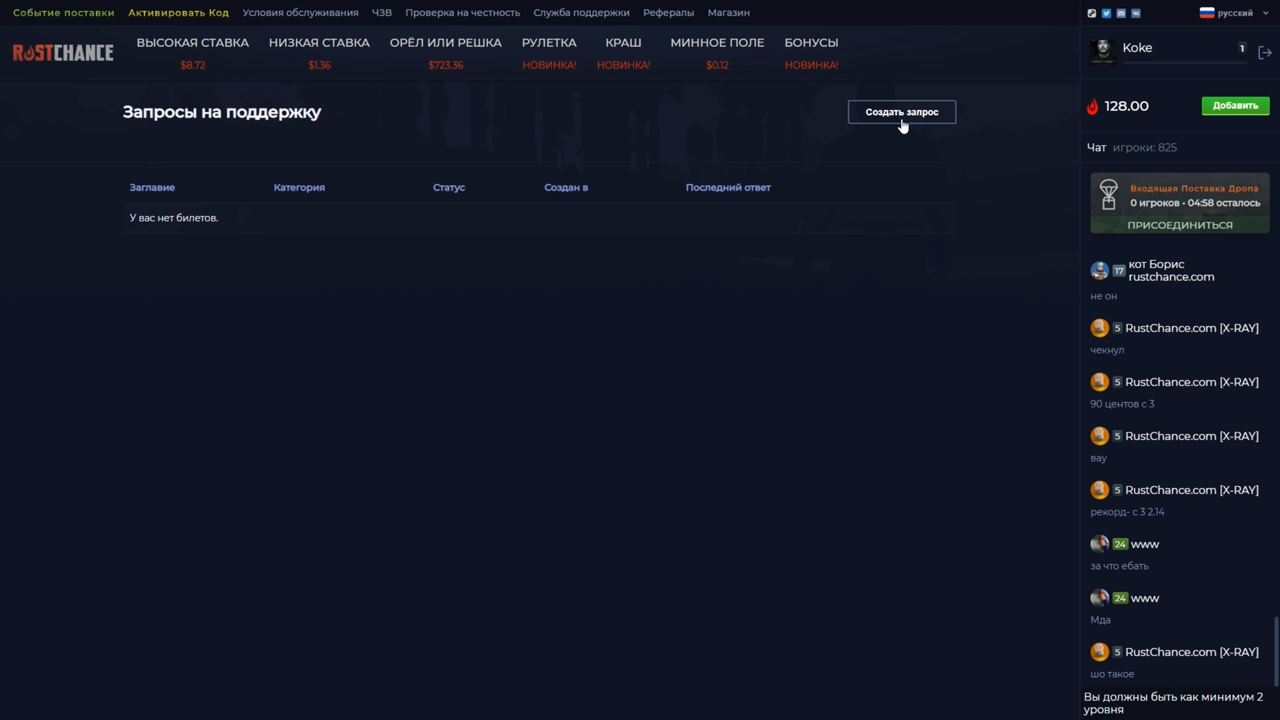 Событие поставки Активировать Код Условия обслуживания ЧЗВ Проверка на честность Служба поддержки Рефералы Магазин
русский
RUSTCHANCE
ВЫСОКАЯ СТАВКА НИЗКАЯ СТАВКА ОРЁЛ ИЛИ РЕШКА РУЛЕТКА КРАШ МИННОЕ ПОЛЕ БОНУСЫ
$8.72 $1.36 $723.36 НОВИНКА! НОВИНКА! $0.12 НОВИНКА!
Koke 1
Запросы на поддержку
Создать запрос
128.00 Добавить
Чат игроки: 825
Заглавие Категория Статус Создан в Последний ответ
У вас нет билетов.
Входящая Поставка Дропа
0 игроков • 04:58 осталось
ПРИСОЕДИНИТЬСЯ
17 кот Борис
rustchance.com
не он
5 RustChance.com [X-RAY]
чекнул
5 RustChance.com [X-RAY]
90 центов с 3
5 RustChance.com [X-RAY]
вау
5 RustChance.com [X-RAY]
рекорд- с 3 2.14
24 www
за что ебать
24 www
Мда
5 RustChance.com [X-RAY]
шо такое
Вы должны быть как минимум 2
уровня